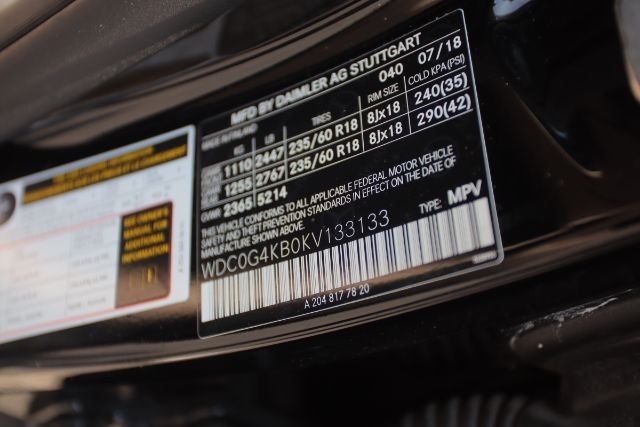 MFD BY DAIMLER AG STUTTGART
040 07/18
MADE IN FINLAND
KG LB TIRES RIM SIZE COLD KPA (PSI)
1110 2447 235/60 R18 8Jx18 240(35)
1255 2767 235/60 R18 8Jx18 290(42)
GVWR 2365 5214
THIS VEHICLE CONFORMS TO ALL APPLICABLE FEDERAL MOTOR VEHICLE
SAFETY AND THEFT PREVENTION STANDARDS IN EFFECT ON THE DATE OF
MANUFACTURE SHOWN ABOVE.
TYPE: MPV
WDC0G4KB0KV133133
A 204 817 78 20
SEE OWNER'S
MANUAL FOR
ADDITIONAL
INFORMATION